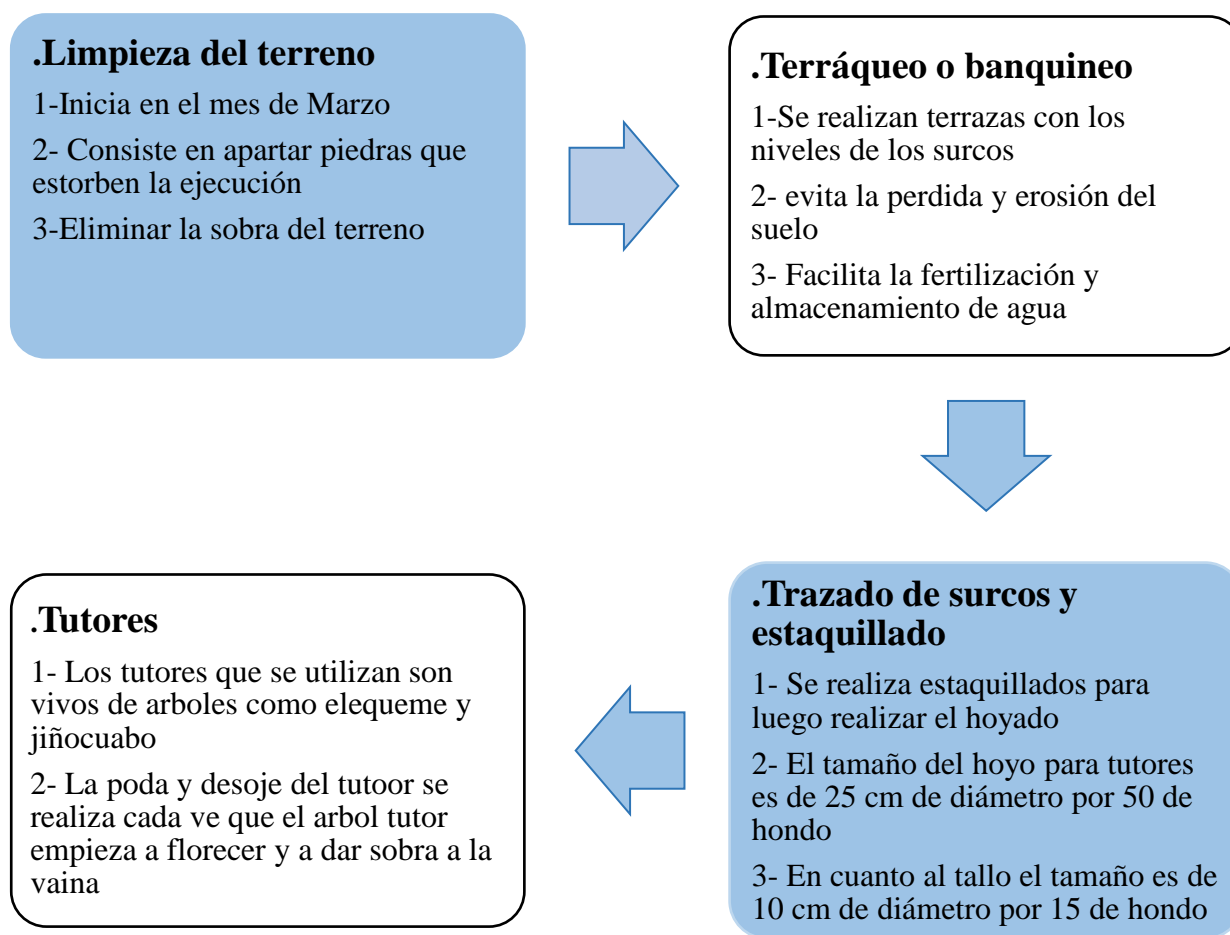 .Limpieza del terreno
1-Inicia en el mes de Marzo
2- Consiste en apartar piedras que
estorben la ejecución
3-Eliminar la sobra del terreno
.Terráqueo o banquineo
1-Se realizan terrazas con los
niveles de los surcos
2- evita la perdida y erosión del
suelo
3- Facilita la fertilización y
almacenamiento de agua
.Trazado de surcos y
estaquillado
1- Se realiza estaquillados para
luego realizar el hoyado
2- El tamaño del hoyo para tutores
es de 25 cm de diámetro por 50 de
hondo
3- En cuanto al tallo el tamaño es de
10 cm de diámetro por 15 de hondo
.Tutores
1- Los tutores que se utilizan son
vivos de arboles como elequeme y
jiñocuabo
2- La poda y desoje del tutoor se
realiza cada ve que el arbol tutor
empieza a florecer y a dar sobra a la
vaina